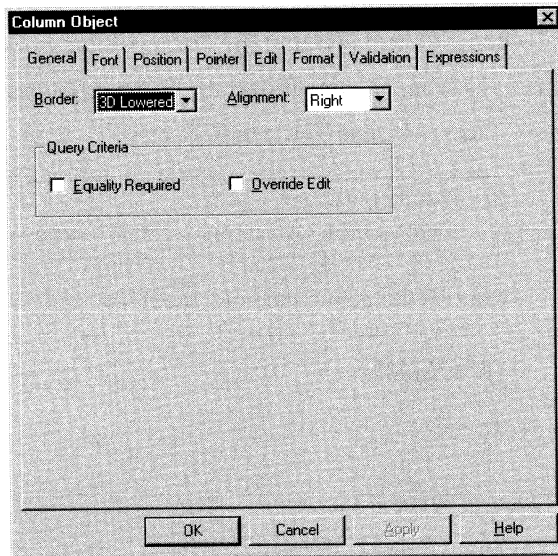 Column Object
General Font Position Pointer Edit Format Validation Expressions
Border: 3D Lowered Alignment: Right
Query Criteria
Equality Required Override Edit
OK Cancel Apply Help